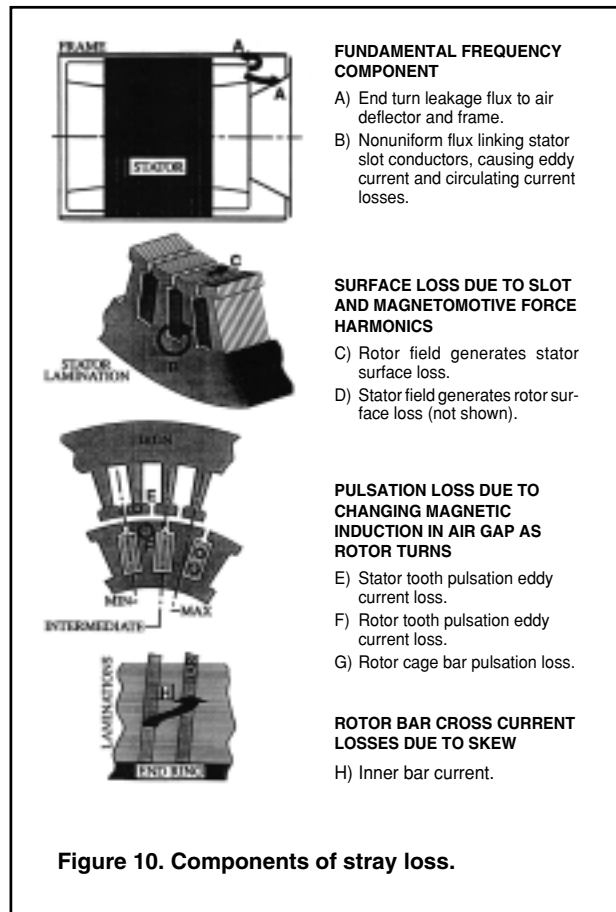 FRAME
A
A
STATOR
FUNDAMENTAL FREQUENCY
COMPONENT
A) End turn leakage flux to air
deflector and frame.
B) Nonuniform flux linking stator
slot conductors, causing eddy
current and circulating current
losses.
C
STATOR
LAMINATION
SURFACE LOSS DUE TO SLOT
AND MAGNETOMOTIVE FORCE
HARMONICS
C) Rotor field generates stator
surface loss.
D) Stator field generates rotor sur-
face loss (not shown).
IRON
E
MIN
MAX
INTERMEDIATE
PULSATION LOSS DUE TO
CHANGING MAGNETIC
INDUCTION IN AIR GAP AS
ROTOR TURNS
E) Stator tooth pulsation eddy
current loss.
F) Rotor tooth pulsation eddy
current loss.
G) Rotor cage bar pulsation loss.
LAMINATIONS
BAR
H
END RING
ROTOR BAR CROSS CURRENT
LOSSES DUE TO SKEW
H) Inner bar current.
Figure 10. Components of stray loss.